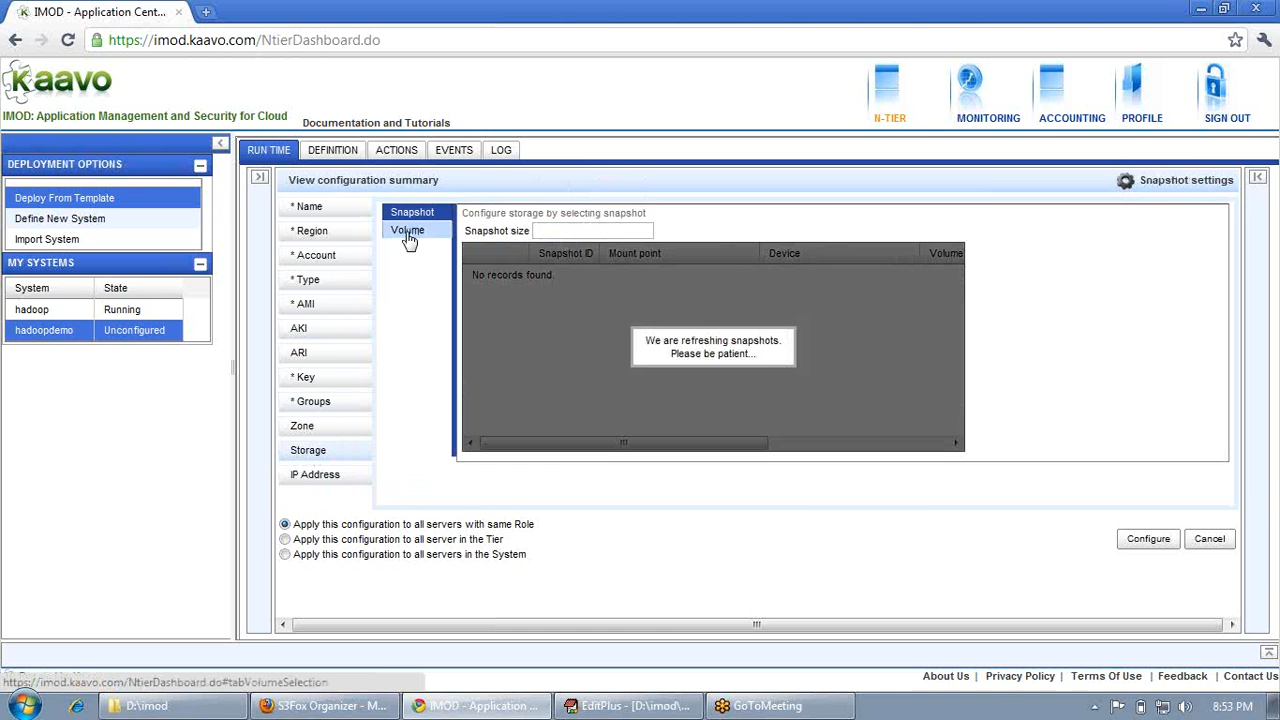 IMOD - Application Cent...
https://imod.kaavo.com/NtierDashboard.do
kaavo
IMOD: Application Management and Security for Cloud
Documentation and Tutorials
N-TIER
MONITORING
ACCOUNTING
PROFILE
SIGN OUT
DEPLOYMENT OPTIONS
Deploy From Template
Define New System
Import System
MY SYSTEMS
System State
hadoop Running
hadoopdemo Unconfigured
RUN TIME DEFINITION ACTIONS EVENTS LOG
View configuration summary
Snapshot settings
* Name
* Region
* Account
* Type
* AMI
AKI
ARI
* Key
* Groups
Zone
Storage
IP Address
Snapshot
Volume
Configure storage by selecting snapshot
Snapshot size
Snapshot ID Mount point Device Volume
No records found.
We are refreshing snapshots.
Please be patient...
Apply this configuration to all servers with same Role
Apply this configuration to all server in the Tier
Apply this configuration to all servers in the System
Configure Cancel
About Us Privacy Policy Terms Of Use Feedback Contact Us
https://imod.kaavo.com/NtierDashboard.do#tabVolumeSelection
D:\imod
S3Fox Organizer - M...
IMOD - Application ...
EditPlus - [D:\imod\...
GoToMeeting
8:53 PM